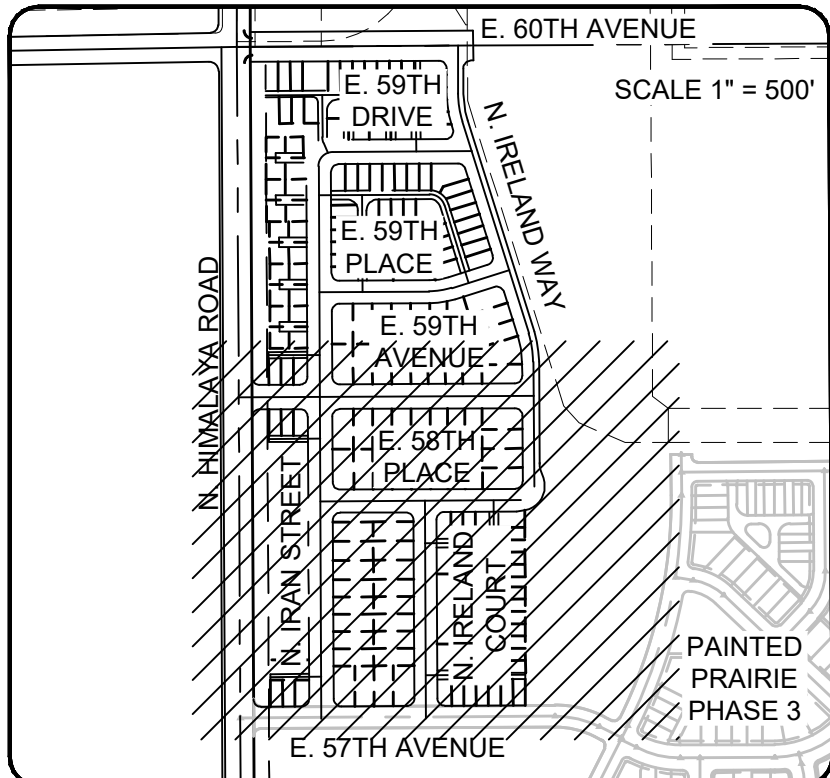 E. 60TH AVENUE
SCALE 1" = 500'
E. 59TH
DRIVE
N. IRELAND WAY
E. 59TH
PLACE
N. HIMALAYA ROAD
E. 59TH
AVENUE
E. 58TH
PLACE
N. IRAN STREET
N. IRELAND
COURT
PAINTED
PRAIRIE
PHASE 3
E. 57TH AVENUE